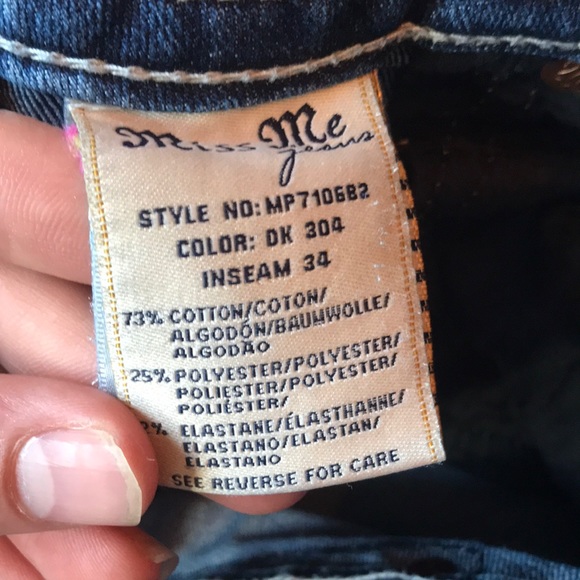 Miss Me
Jeans
STYLE NO: MP7106B2
COLOR: DK 304
INSEAM 34
73% COTTON/COTON/
ALGODÓN/BAUMWOLLE/
ALGODÃO
25% POLYESTER/POLYESTER/
POLIESTER/POLYESTER/
POLIÉSTER/
2% ELASTANE/ÉLASTHANNE/
ELASTANO/ELASTAN/
ELASTANO
SEE REVERSE FOR CARE